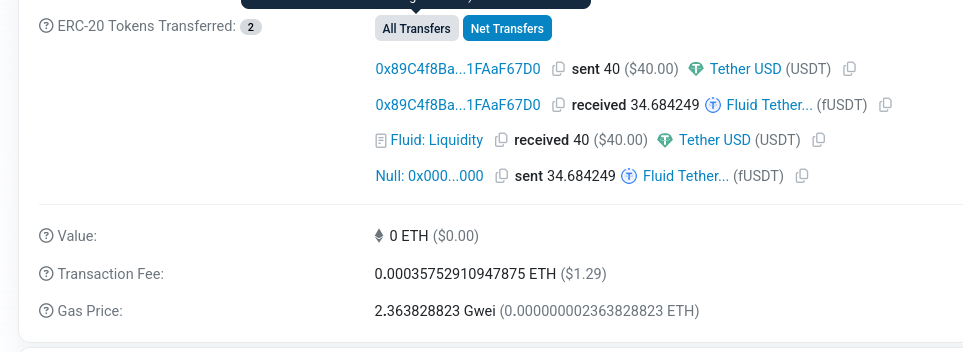 ERC-20 Tokens Transferred: 2
All Transfers Net Transfers
0x89C4f8Ba...1FAaF67D0 sent 40 ($40.00) Tether USD (USDT)
0x89C4f8Ba...1FAaF67D0 received 34.684249 Fluid Tether... (fUSDT)
Fluid: Liquidity received 40 ($40.00) Tether USD (USDT)
Null: 0x000...000 sent 34.684249 Fluid Tether... (fUSDT)
Value: 0 ETH ($0.00)
Transaction Fee: 0.00035752910947875 ETH ($1.29)
Gas Price: 2.363828823 Gwei (0.000000002363828823 ETH)